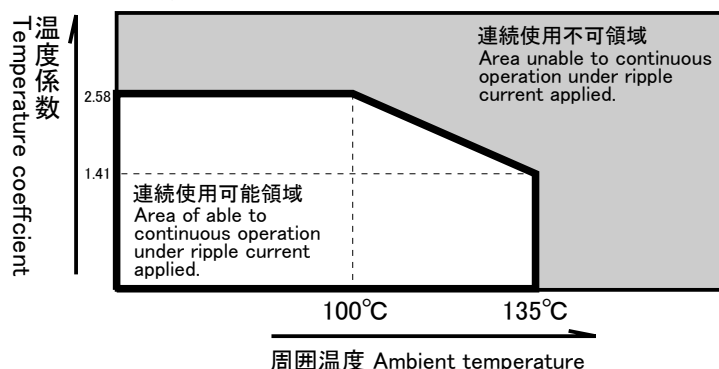 温度係数
Temperature coeffcient
連続使用不可領域
Area unable to continuous
operation under ripple
current applied.
2.58
1.41
連続使用可能領域
Area of able to
continuous operation
under ripple current
applied.
100℃
135℃
周囲温度 Ambient temperature